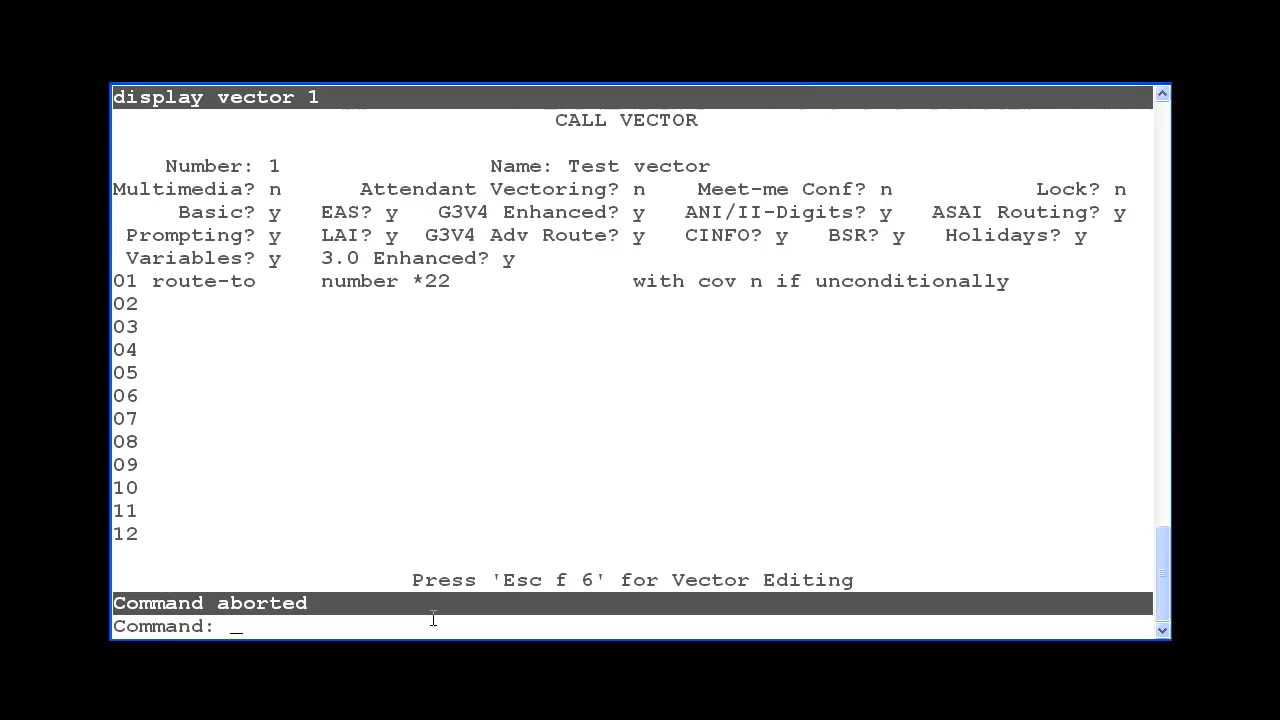 display vector 1
CALL VECTOR
Number: 1 Name: Test vector
Multimedia? n Attendant Vectoring? n Meet-me Conf? n Lock? n
Basic? y EAS? y G3V4 Enhanced? y ANI/II-Digits? y ASAI Routing? y
Prompting? y LAI? y G3V4 Adv Route? y CINFO? y BSR? y Holidays? y
Variables? y 3.0 Enhanced? y
01 route-to number *22 with cov n if unconditionally
02
03
04
05
06
07
08
09
10
11
12
Press 'Esc f 6' for Vector Editing
Command aborted
Command: _